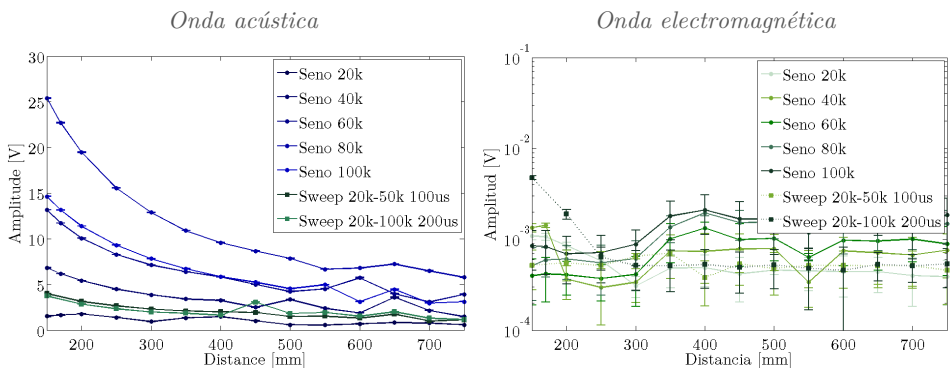 Onda acústica
30
25
20
15
10
5
0
Amplitude [V]
200
300
400
500
600
700
Distance [mm]
Seno 20k
Seno 40k
Seno 60k
Seno 80k
Seno 100k
Sweep 20k-50k 100us
Sweep 20k-100k 200us
Onda electromagnética
10^-1
10^-2
10^-3
10^-4
Amplitud [V]
200
300
400
500
600
700
Distancia [mm]
Seno 20k
Seno 40k
Seno 60k
Seno 80k
Seno 100k
Sweep 20k-50k 100us
Sweep 20k-100k 200us